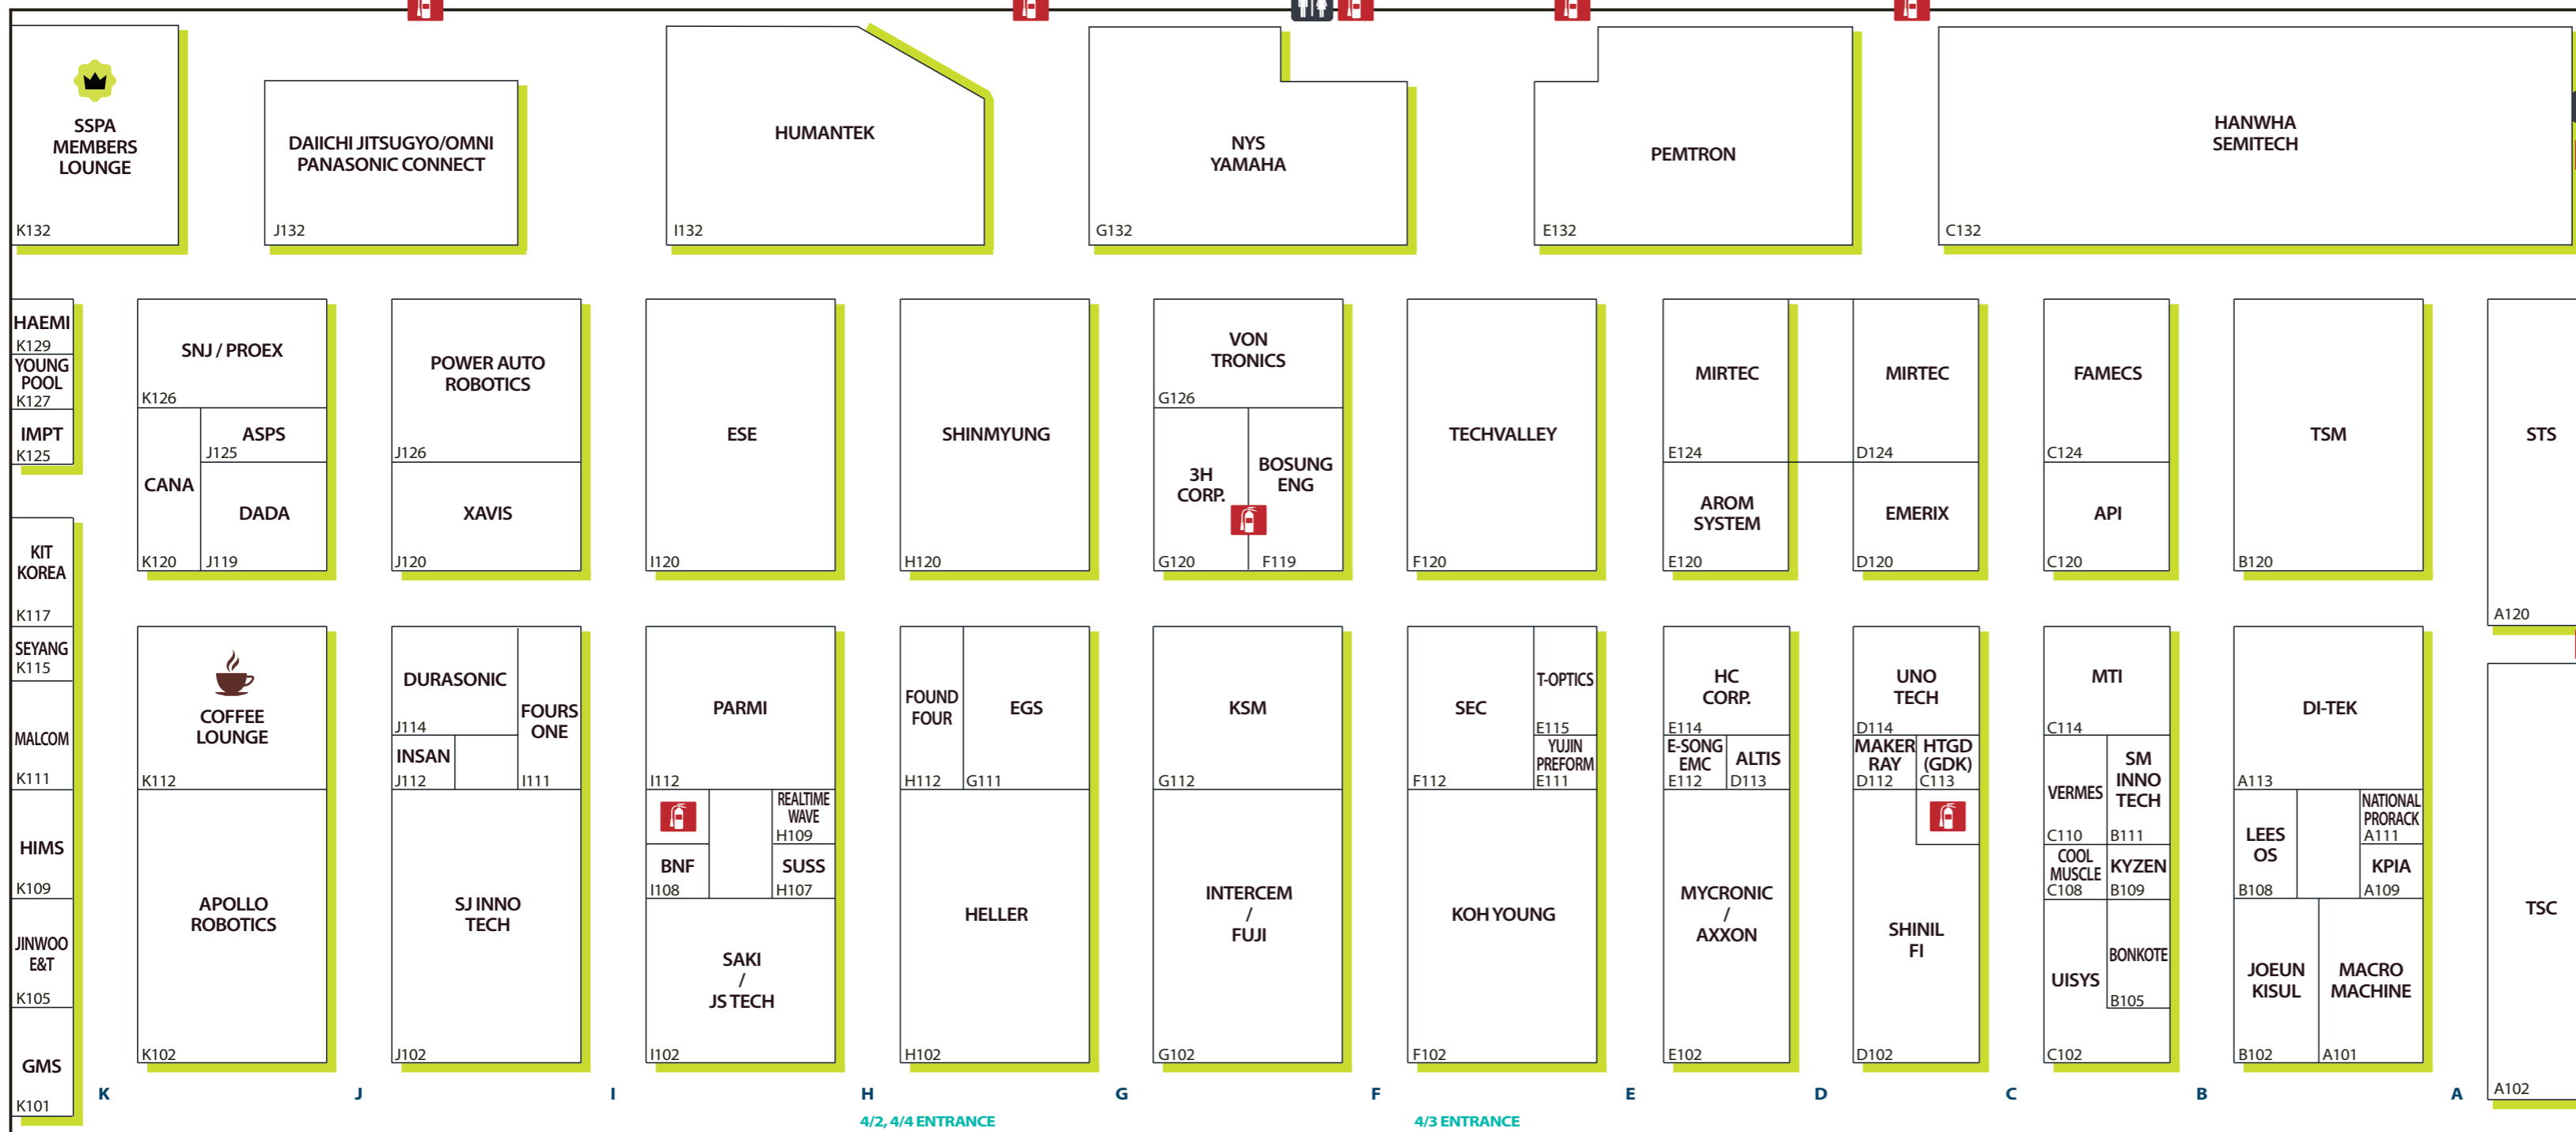 SSPA
MEMBERS
LOUNGE
K132
DAIICHI JITSUGYO/OMNI
PANASONIC CONNECT
J132
HUMANTEK
I132
NYS
YAMAHA
G132
PEMTRON
E132
HANWHA
SEMITECH
C132
HAEMI
K129
YOUNG
POOL
K127
IMPT
K125
SNJ / PROEX
K126
ASPS
J125
CANA
K120
DADA
J119
POWER AUTO
ROBOTICS
J126
XAVIS
J120
ESE
I120
SHINMYUNG
H120
VON
TRONICS
G126
3H
CORP.
G120
BOSUNG
ENG
F119
TECHVALLEY
F120
MIRTEC
E124
AROM
SYSTEM
E120
MIRTEC
D124
EMERIX
D120
FAMECS
C124
API
C120
TSM
B120
STS
A120
KIT
KOREA
K117
SEYANG
K115
MALCOM
K111
HIMS
K109
JINWOO
E&T
K105
GMS
K101
COFFEE
LOUNGE
K112
APOLLO
ROBOTICS
K102
DURASONIC
J114
INSAN
J112
FOURS
ONE
I111
SJ INNO
TECH
J102
PARMI
I112
REALTIME
WAVE
H109
BNF
I108
SUSS
H107
SAKI
/
JS TECH
I102
FOUND
FOUR
H112
EGS
G111
HELLER
H102
KSM
G112
INTERCEM
/
FUJI
G102
SEC
F112
T-OPTICS
E115
YUJIN
PREFORM
E111
KOH YOUNG
F102
HC
CORP.
E114
E-SONG
EMC
E112
ALTIS
D113
MYCRONIC
/
AXXON
E102
UNO
TECH
D114
MAKER
RAY
D112
HTGD
(GDK)
C113
SHINIL
FI
D102
MTI
C114
VERMES
C110
SM
INNO
TECH
B111
COOL
MUSCLE
C108
KYZEN
B109
UISYS
C102
BONKOTE
B105
DI-TEK
A113
LEES
OS
B108
NATIONAL
PRORACK
A111
KPIA
A109
JOEUN
KISUL
B102
MACRO
MACHINE
A101
TSC
A102
K
J
I
H
G
F
E
D
C
B
A
4/2, 4/4 ENTRANCE
4/3 ENTRANCE